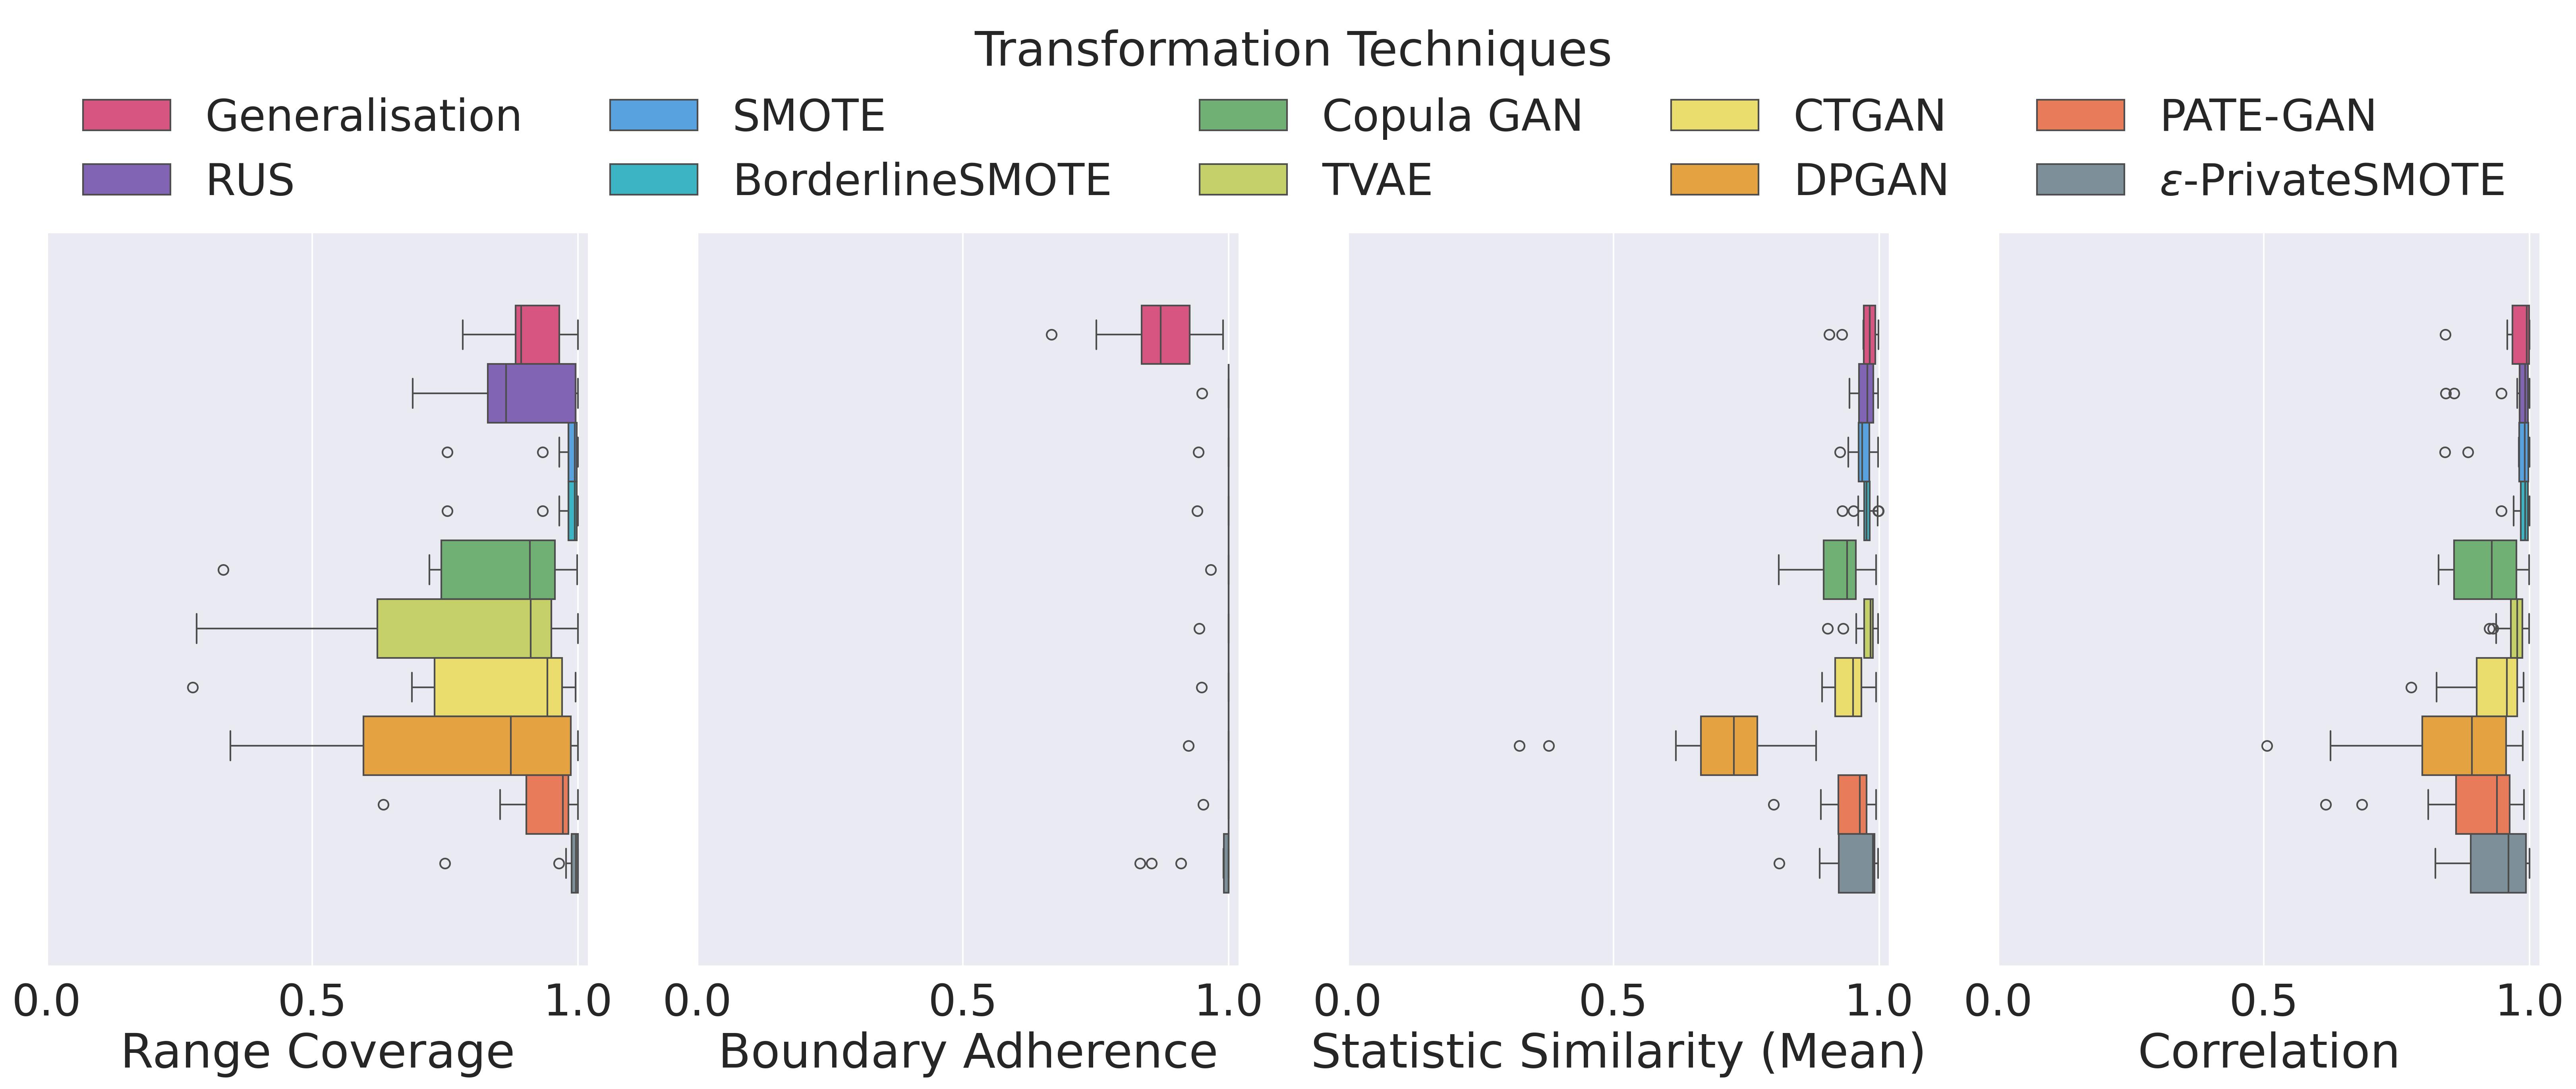 Transformation Techniques
Generalisation SMOTE Copula GAN CTGAN PATE-GAN
RUS BorderlineSMOTE TVAE DPGAN ε-PrivateSMOTE
0.0 0.5 1.0 0.0 0.5 1.0 0.0 0.5 1.0 0.0 0.5 1.0
Range Coverage Boundary Adherence Statistic Similarity (Mean) Correlation